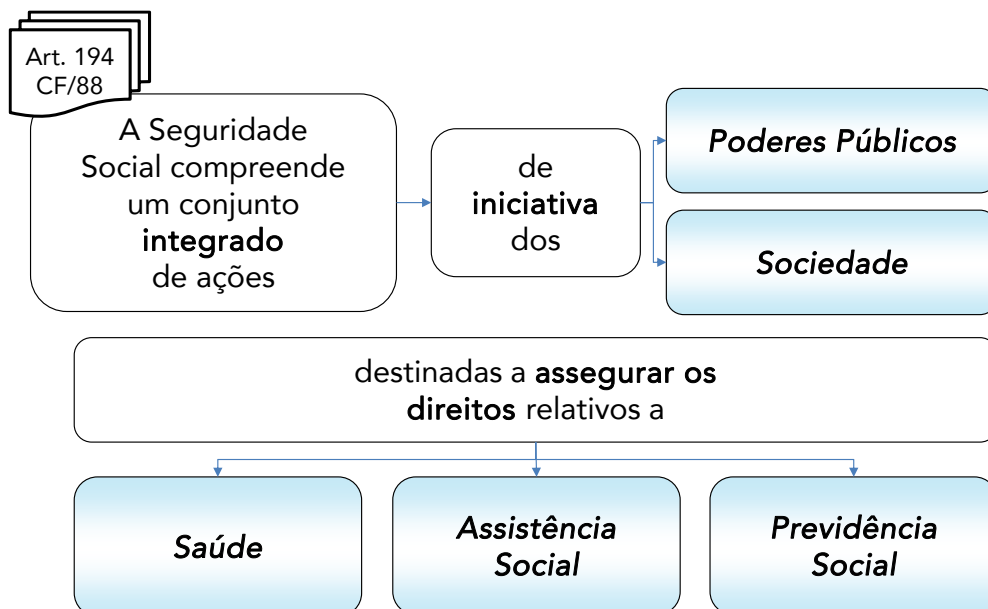 Art. 194
CF/88
A Seguridade
Social compreende
um conjunto
integrado
de ações
de
iniciativa
dos
Poderes Públicos
Sociedade
destinadas a assegurar os
direitos relativos a
Saúde
Assistência
Social
Previdência
Social